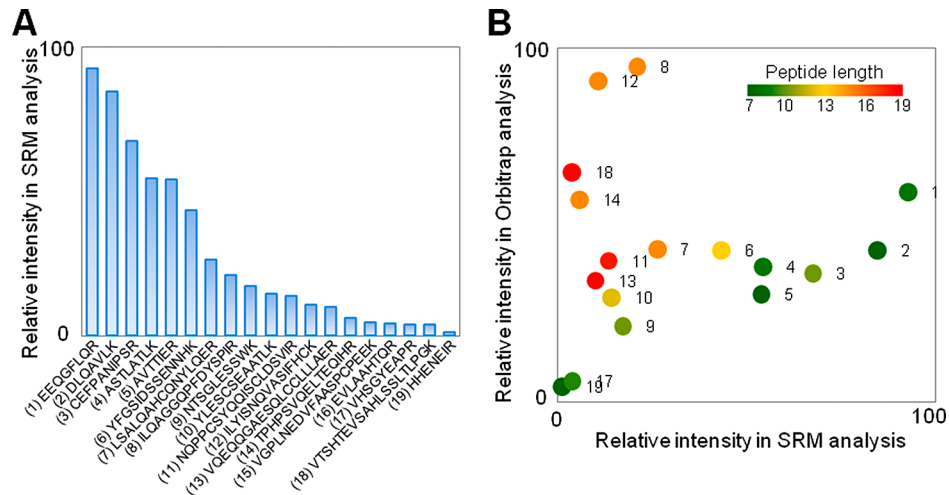 A
Relative intensity in SRM analysis
100
0
(1) EEQGFLQR
(2) DLQAVLK
(3) CEFPANIPSR
(4) ASTLATLK
(5) AVTTIER
(6) YFGSIDSSENNHK
(7) LSALQAHCQNYLQER
(8) ILQAGGQPFDYSPIR
(9) NTSGLESSWK
(10) YLESCSEAATLK
(11) NQPPCSYQQISCLDSVIR
(12) ILYISNIQVASIFHCK
(13) VQEQQGAESQLCCLLLAER
(14) TPHPSVQELTEQIHR
(15) VGPLNEDVFAASPCPEEK
(16) EVLAAHTQR
(17) VHSGYEAPR
(18) VTSHTEVSAHLSSLTLPGK
(19) HHENEIR
B
Relative intensity in Orbitrap analysis
100
0
Peptide length
7 10 13 16 19
12
8
18
14
1
7
6
2
11
4
3
13
10
5
9
17
19
0
100
Relative intensity in SRM analysis